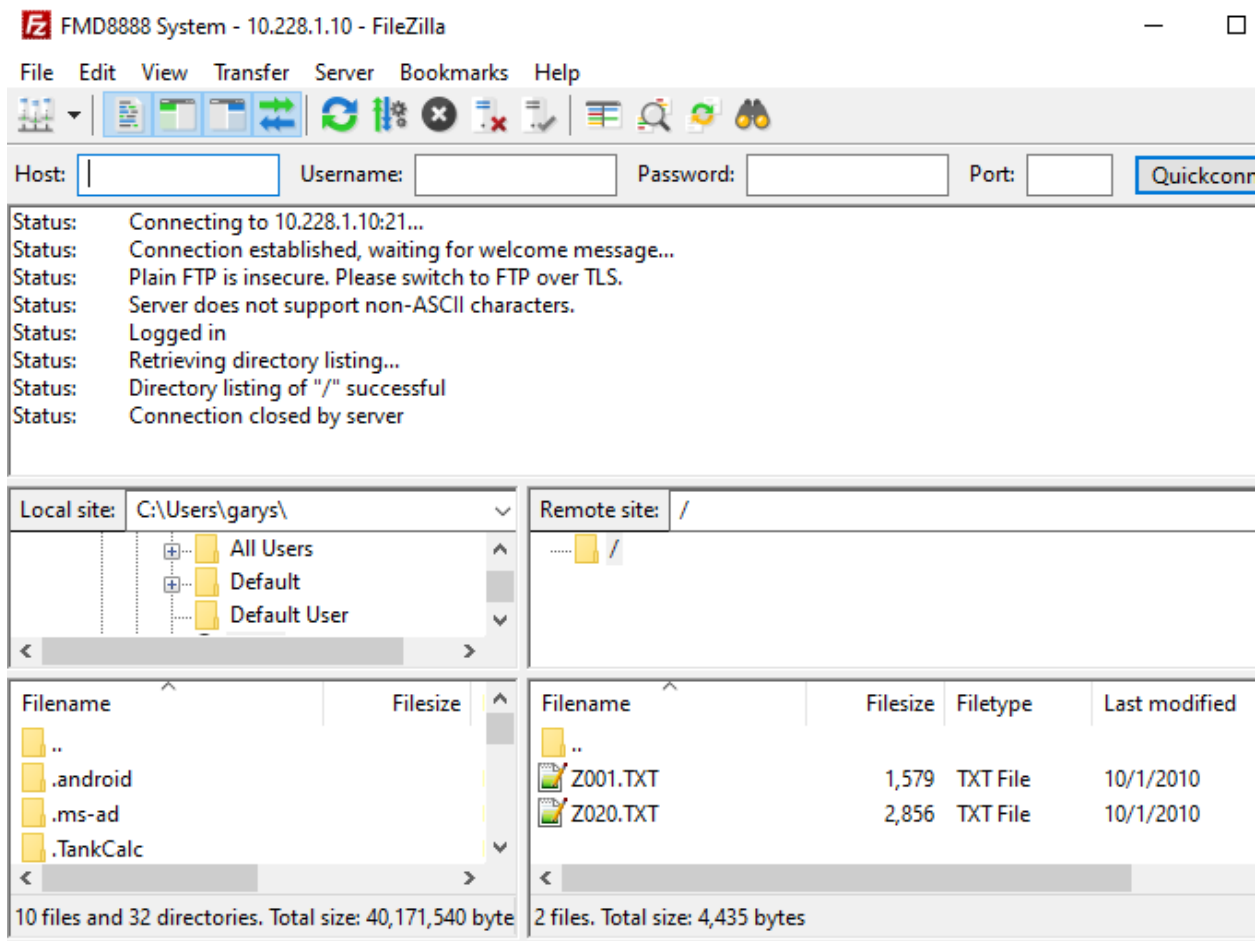 FMD8888 System - 10.228.1.10 - FileZilla
File Edit View Transfer Server Bookmarks Help
Host: Username: Password: Port: Quickconn
Status: Connecting to 10.228.1.10:21...
Status: Connection established, waiting for welcome message...
Status: Plain FTP is insecure. Please switch to FTP over TLS.
Status: Server does not support non-ASCII characters.
Status: Logged in
Status: Retrieving directory listing...
Status: Directory listing of "/" successful
Status: Connection closed by server
Local site: C:\Users\garys\
All Users
Default
Default User
Remote site: /
/
Filename Filesize
..
.android
.ms-ad
.TankCalc
10 files and 32 directories. Total size: 40,171,540 byte
Filename Filesize Filetype Last modified
..
Z001.TXT 1,579 TXT File 10/1/2010
Z020.TXT 2,856 TXT File 10/1/2010
2 files. Total size: 4,435 bytes